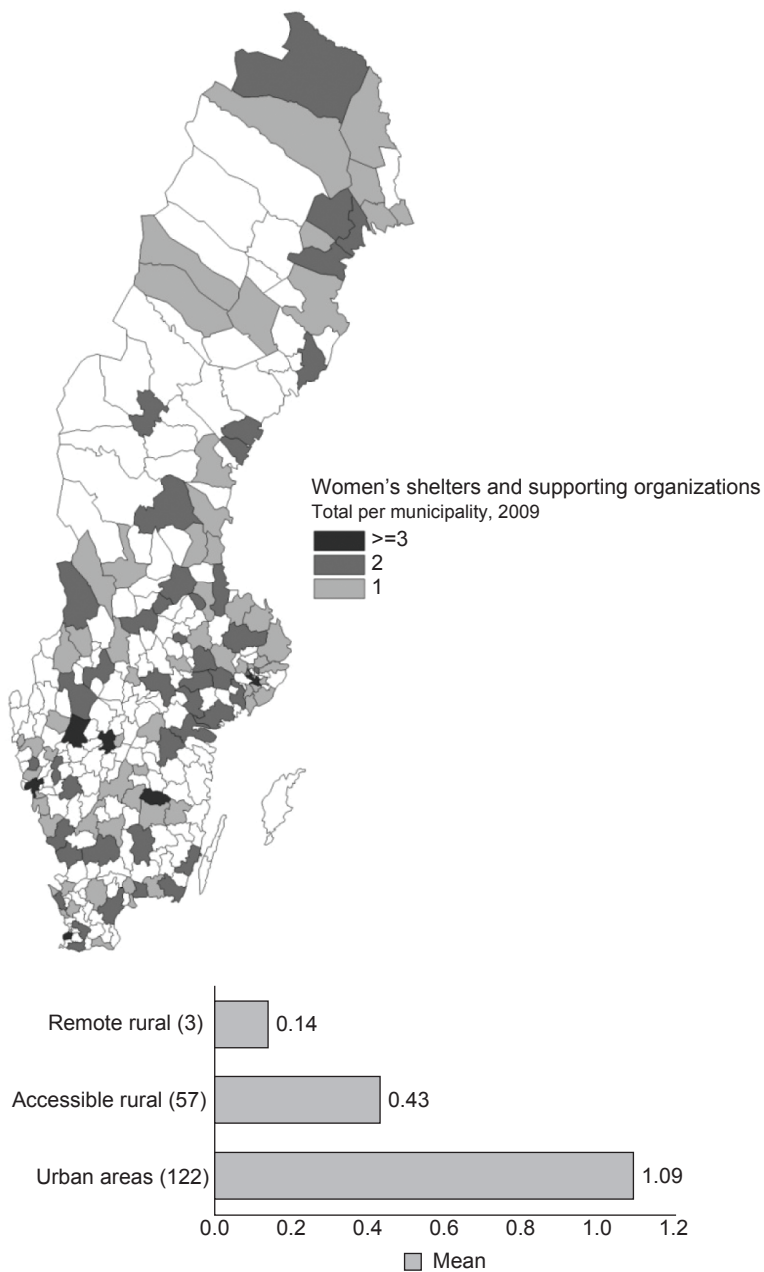 Women's shelters and supporting organizations
Total per municipality, 2009
>=3
2
1
Remote rural (3)
0.14
Accessible rural (57)
0.43
Urban areas (122)
1.09
0.0 0.2 0.4 0.6 0.8 1.0 1.2
Mean